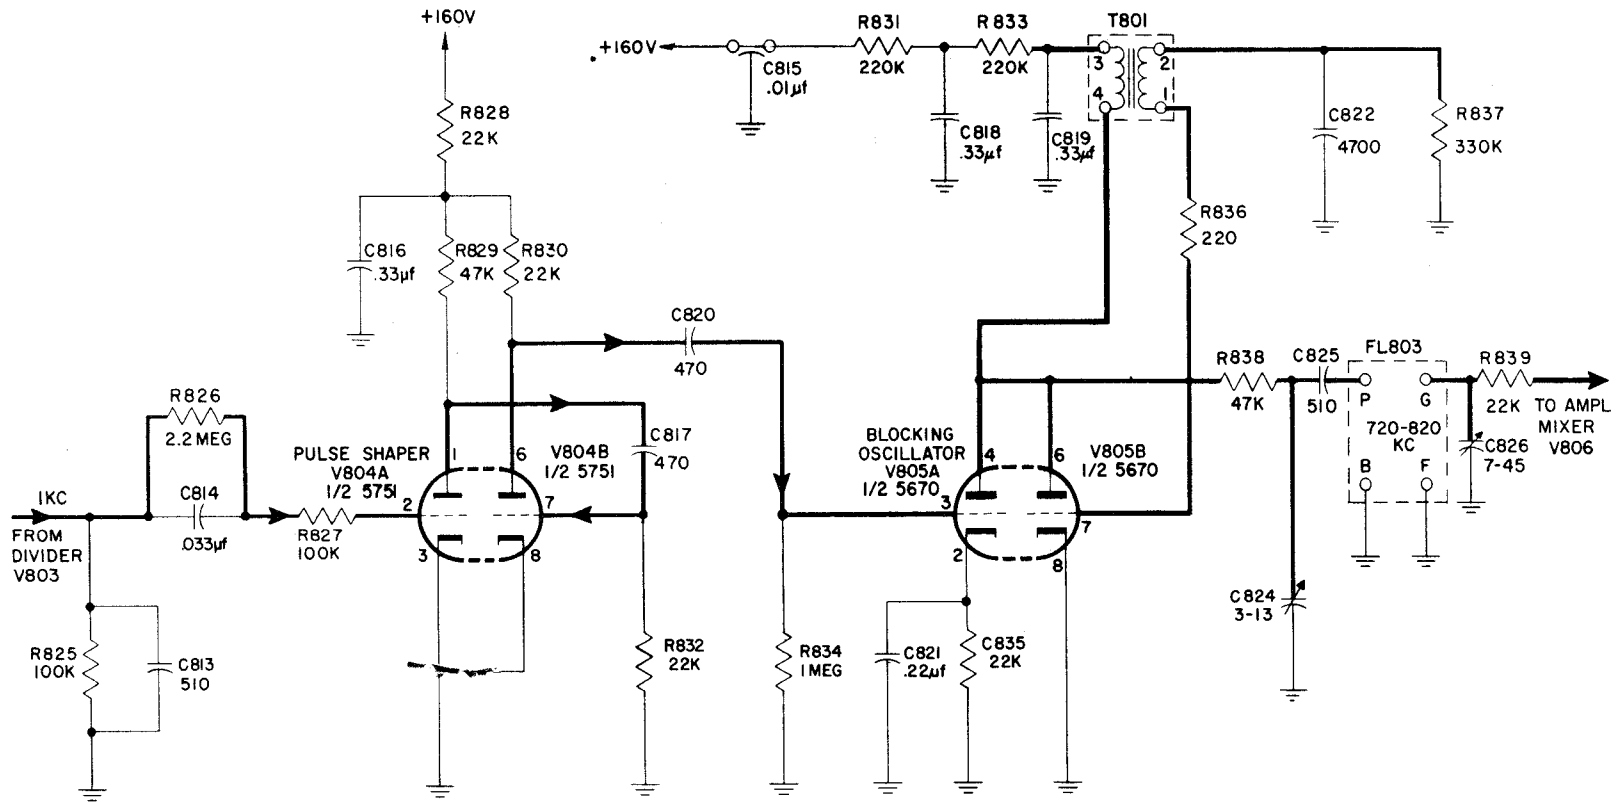 +160V
R828
22K
C816
.33µf
R829
47K
R830
22K
+160V
C815
.01µf
R831
220K
R833
220K
T801
3
4
2
1
C818
.33µf
C819
.33µf
C822
4700
R837
330K
R836
220
C820
470
R826
2.2 MEG
C814
.033µf
1KC
FROM
DIVIDER
V803
R825
100K
C813
510
R827
100K
PULSE SHAPER
V804A
1/2 5751
V804B
1/2 5751
1
6
2
7
3
8
C817
470
R832
22K
R834
1 MEG
BLOCKING
OSCILLATOR
V805A
1/2 5670
V805B
1/2 5670
4
6
3
7
2
8
C821
.22µf
C835
22K
R838
47K
C825
510
C824
3-13
FL803
P
G
720-820
KC
B
F
R839
22K
C826
7-45
TO AMPL
MIXER
V806